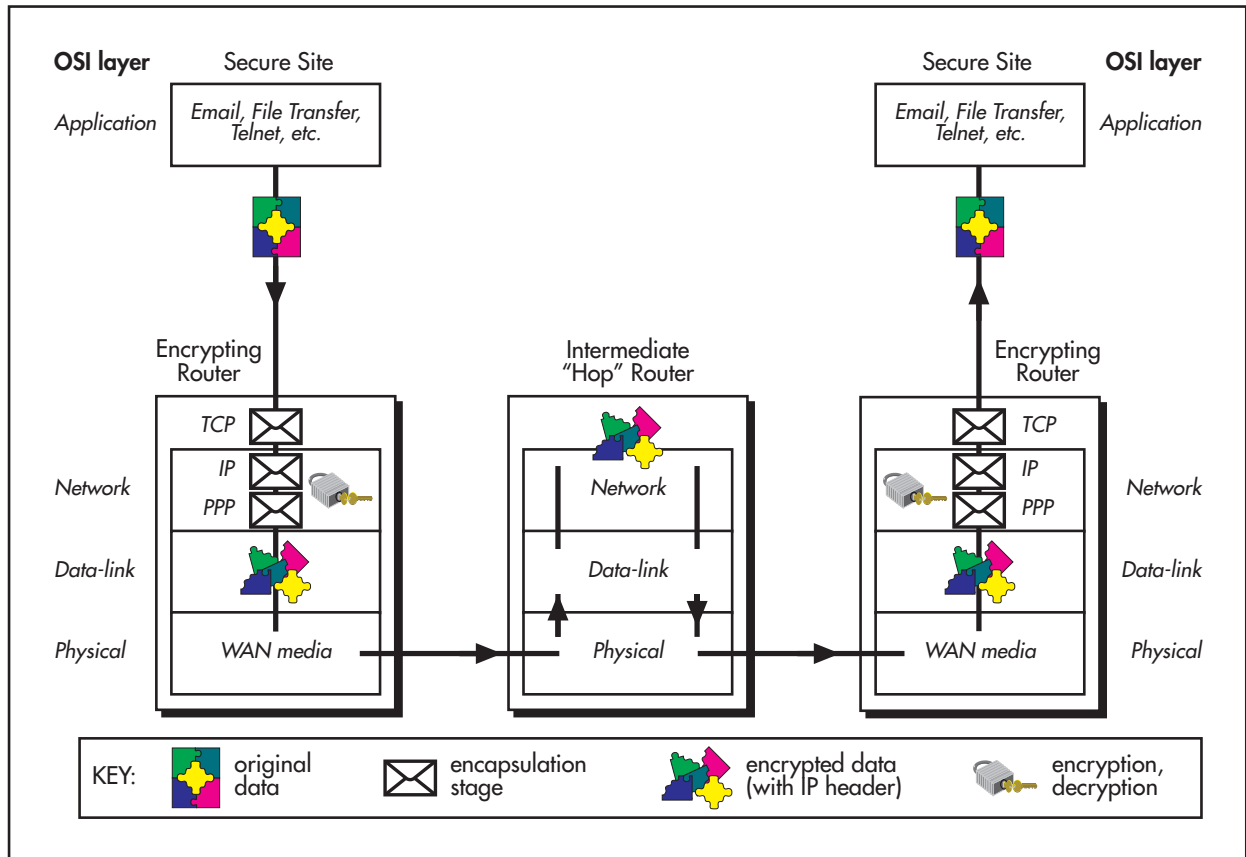 OSI layer
Secure Site
Secure Site
OSI layer
Application
Email, File Transfer,
Telnet, etc.
Email, File Transfer,
Telnet, etc.
Application
Encrypting
Router
Intermediate
“Hop” Router
Encrypting
Router
TCP
TCP
Network
IP
PPP
Network
IP
PPP
Network
Data-link
Data-link
Data-link
Physical
WAN media
Physical
WAN media
Physical
KEY:
original
data
encapsulation
stage
encrypted data
(with IP header)
encryption,
decryption